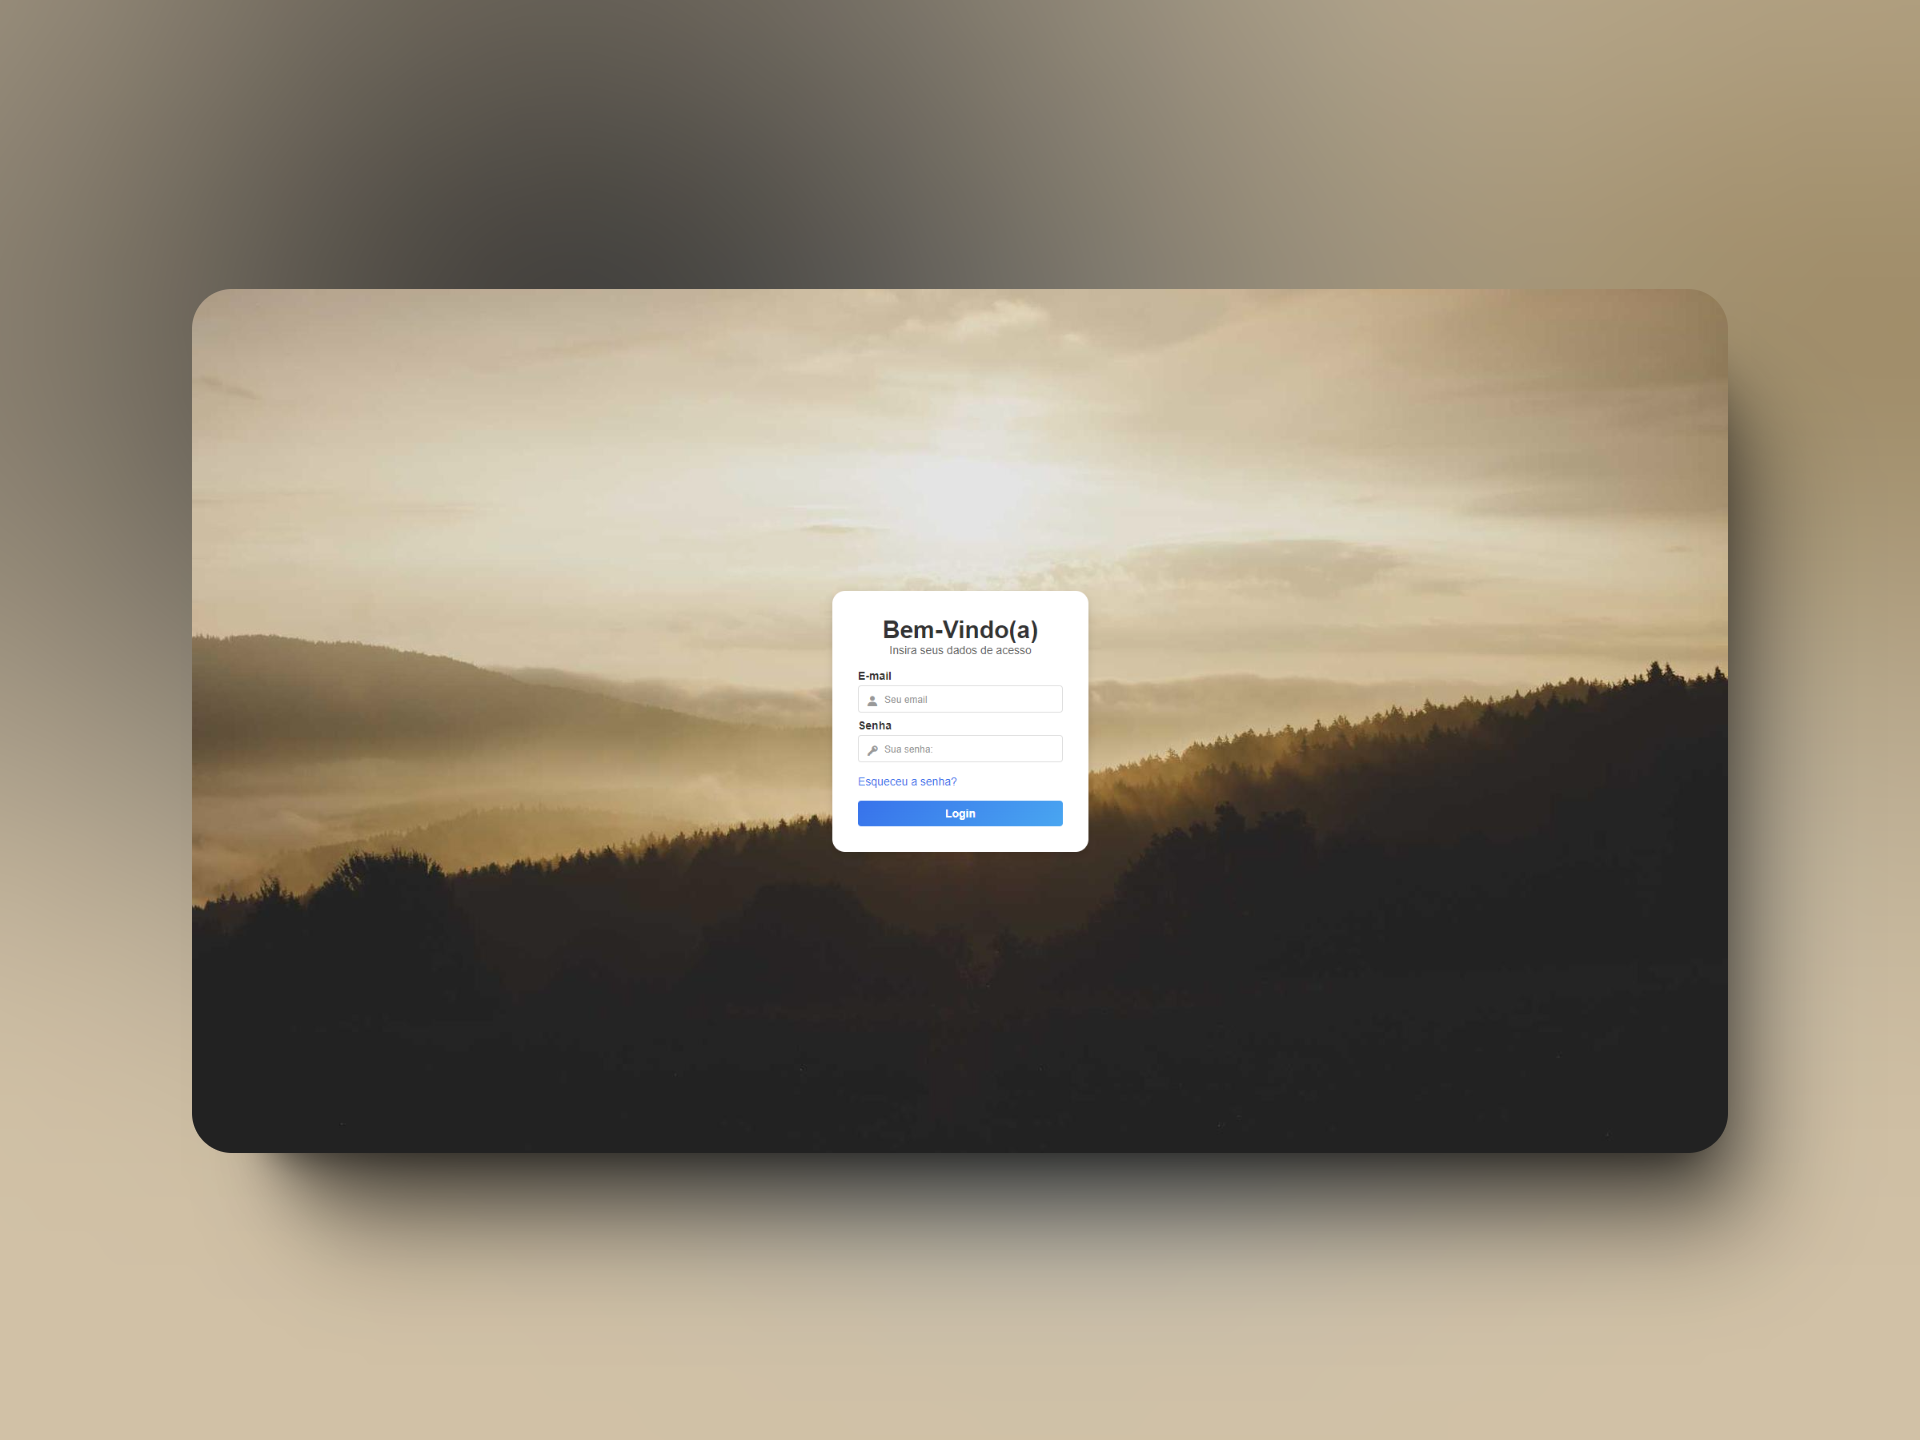 Bem-Vindo(a)
Insira seus dados de acesso
E-mail
Seu email
Senha
Sua senha:
Esqueceu a senha?
Login